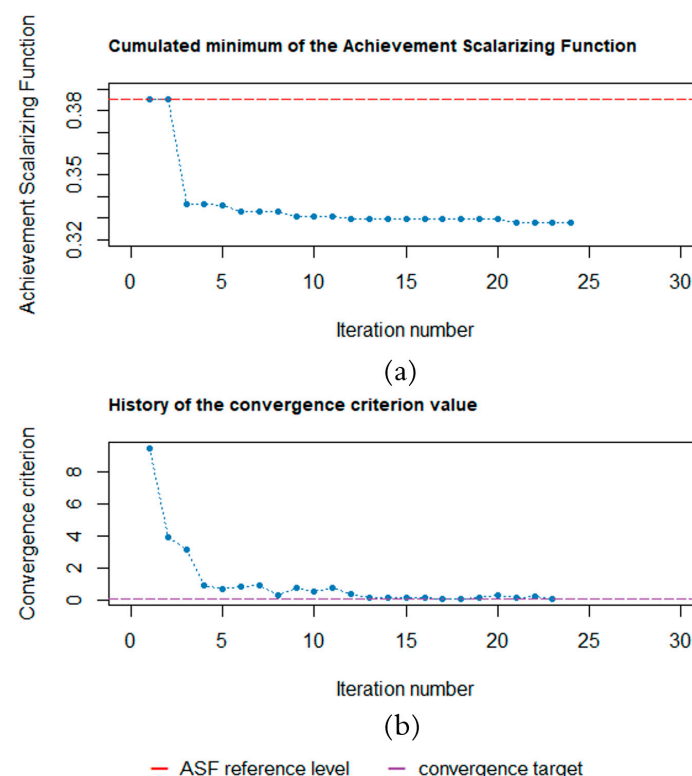 Cumulated minimum of the Achievement Scalarizing Function
Achievement Scalarizing Function
0.38
0.35
0.32
0 5 10 15 20 25 30
Iteration number
(a)
History of the convergence criterion value
Convergence criterion
8
6
4
2
0
0 5 10 15 20 25 30
Iteration number
(b)
ASF reference level convergence target